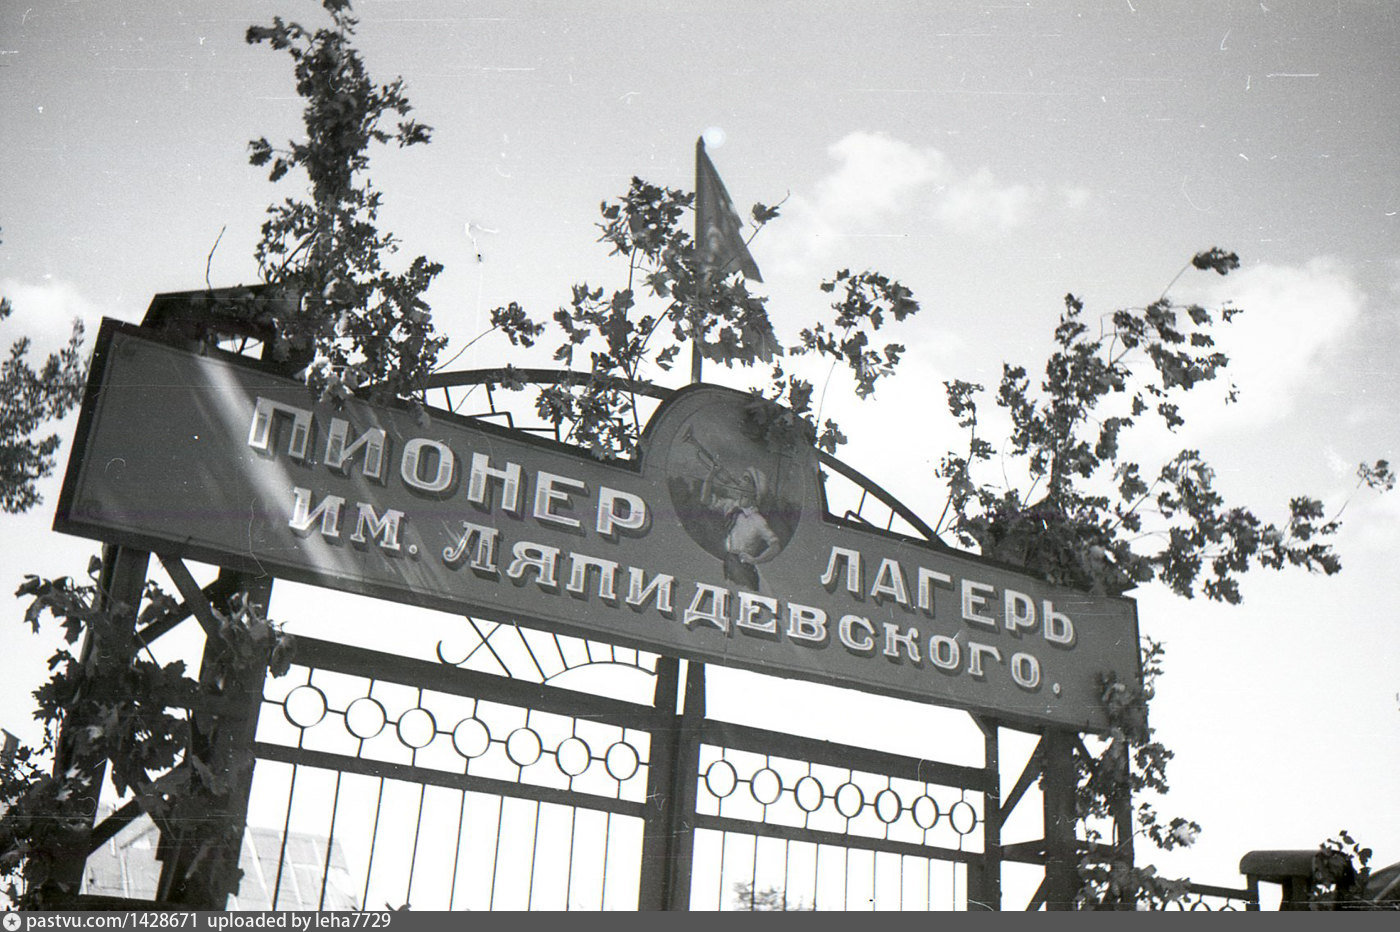 ПИОНЕР ЛАГЕРЬ
ИМ. ЛЯПИДЕВСКОГО.
pastvu.com/1428671 uploaded by leha7729